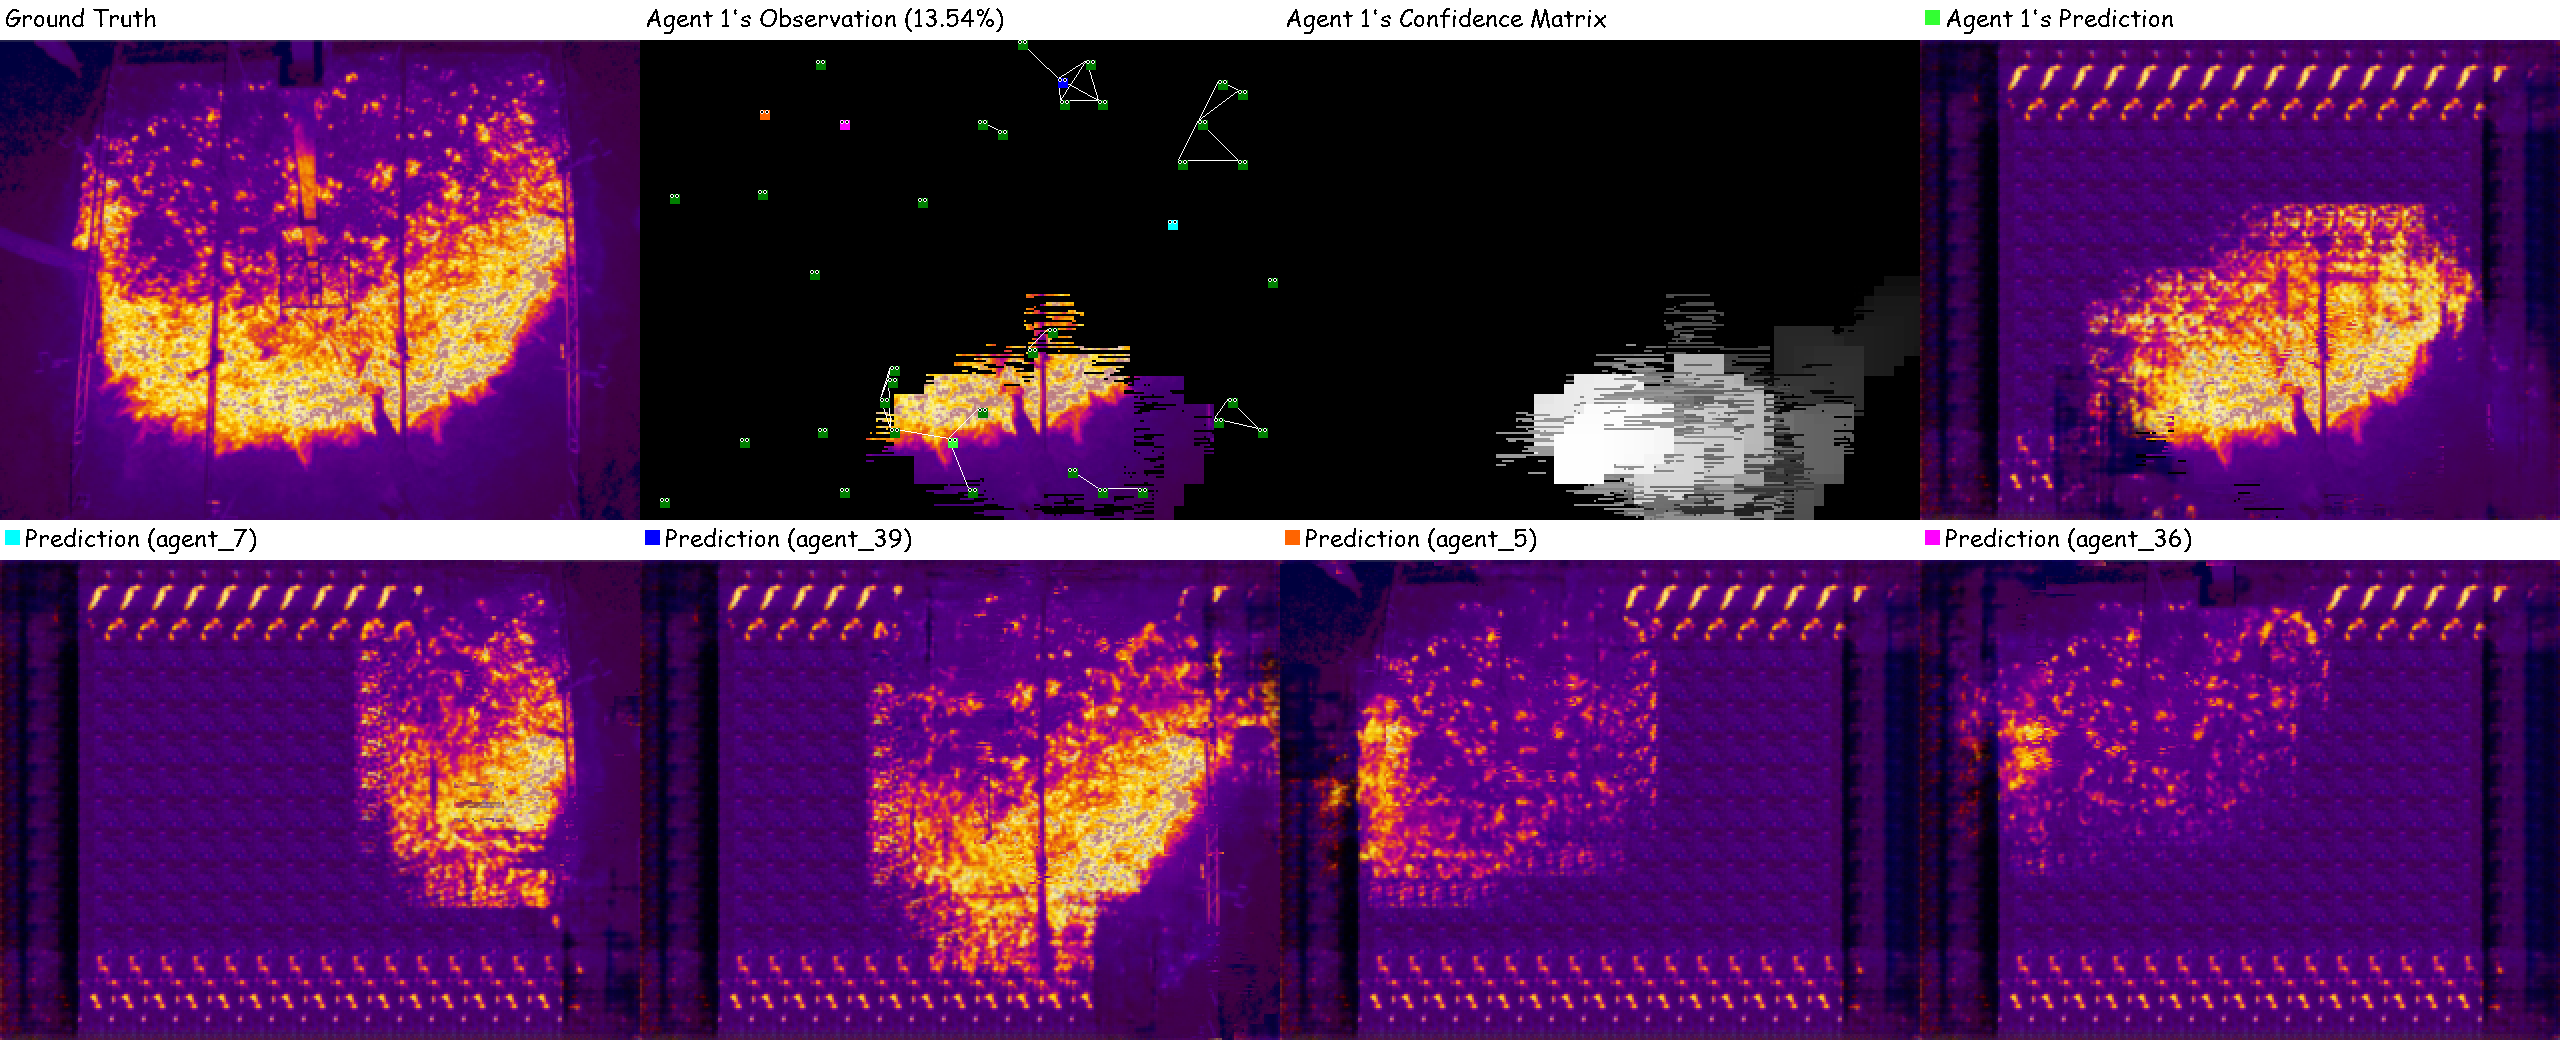 Ground Truth
Agent 1's Observation (13.54%)
Agent 1's Confidence Matrix
Agent 1's Prediction
Prediction (agent_7)
Prediction (agent_39)
Prediction (agent_5)
Prediction (agent_36)